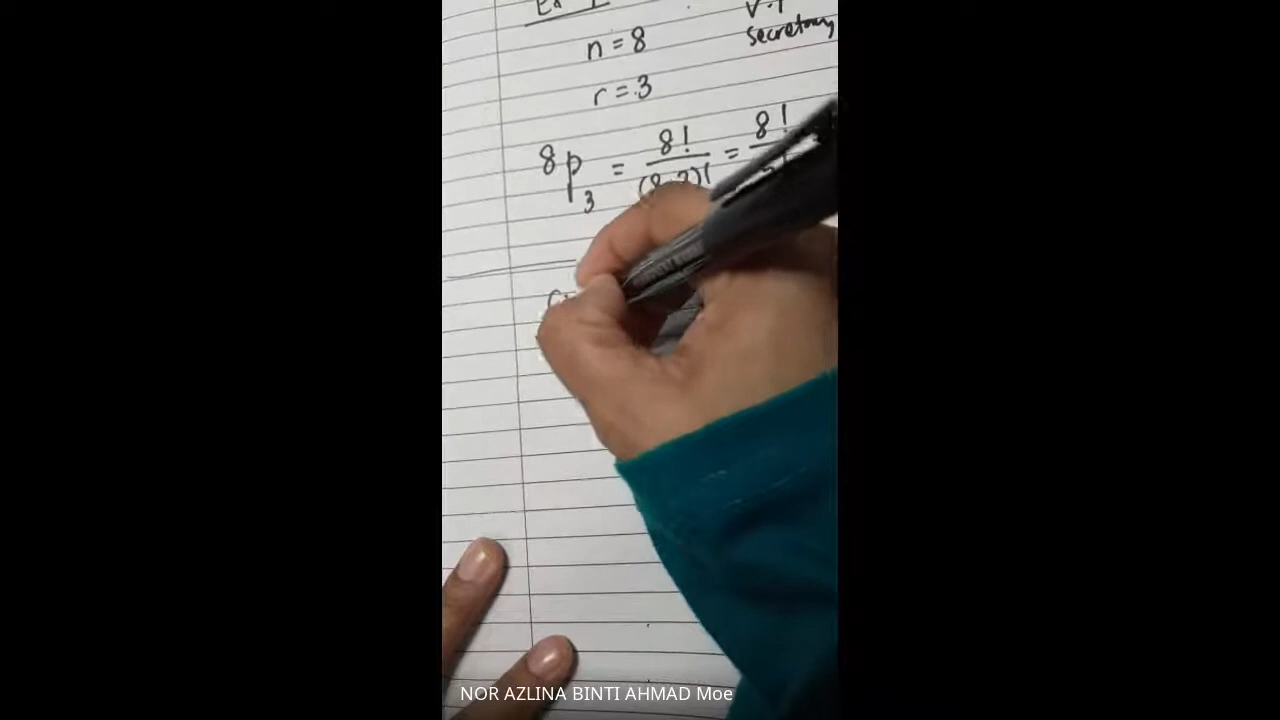 n = 8
secretary
r = 3
8P3 = 8! / (8-3)! = 8!
NOR AZLINA BINTI AHMAD Moe